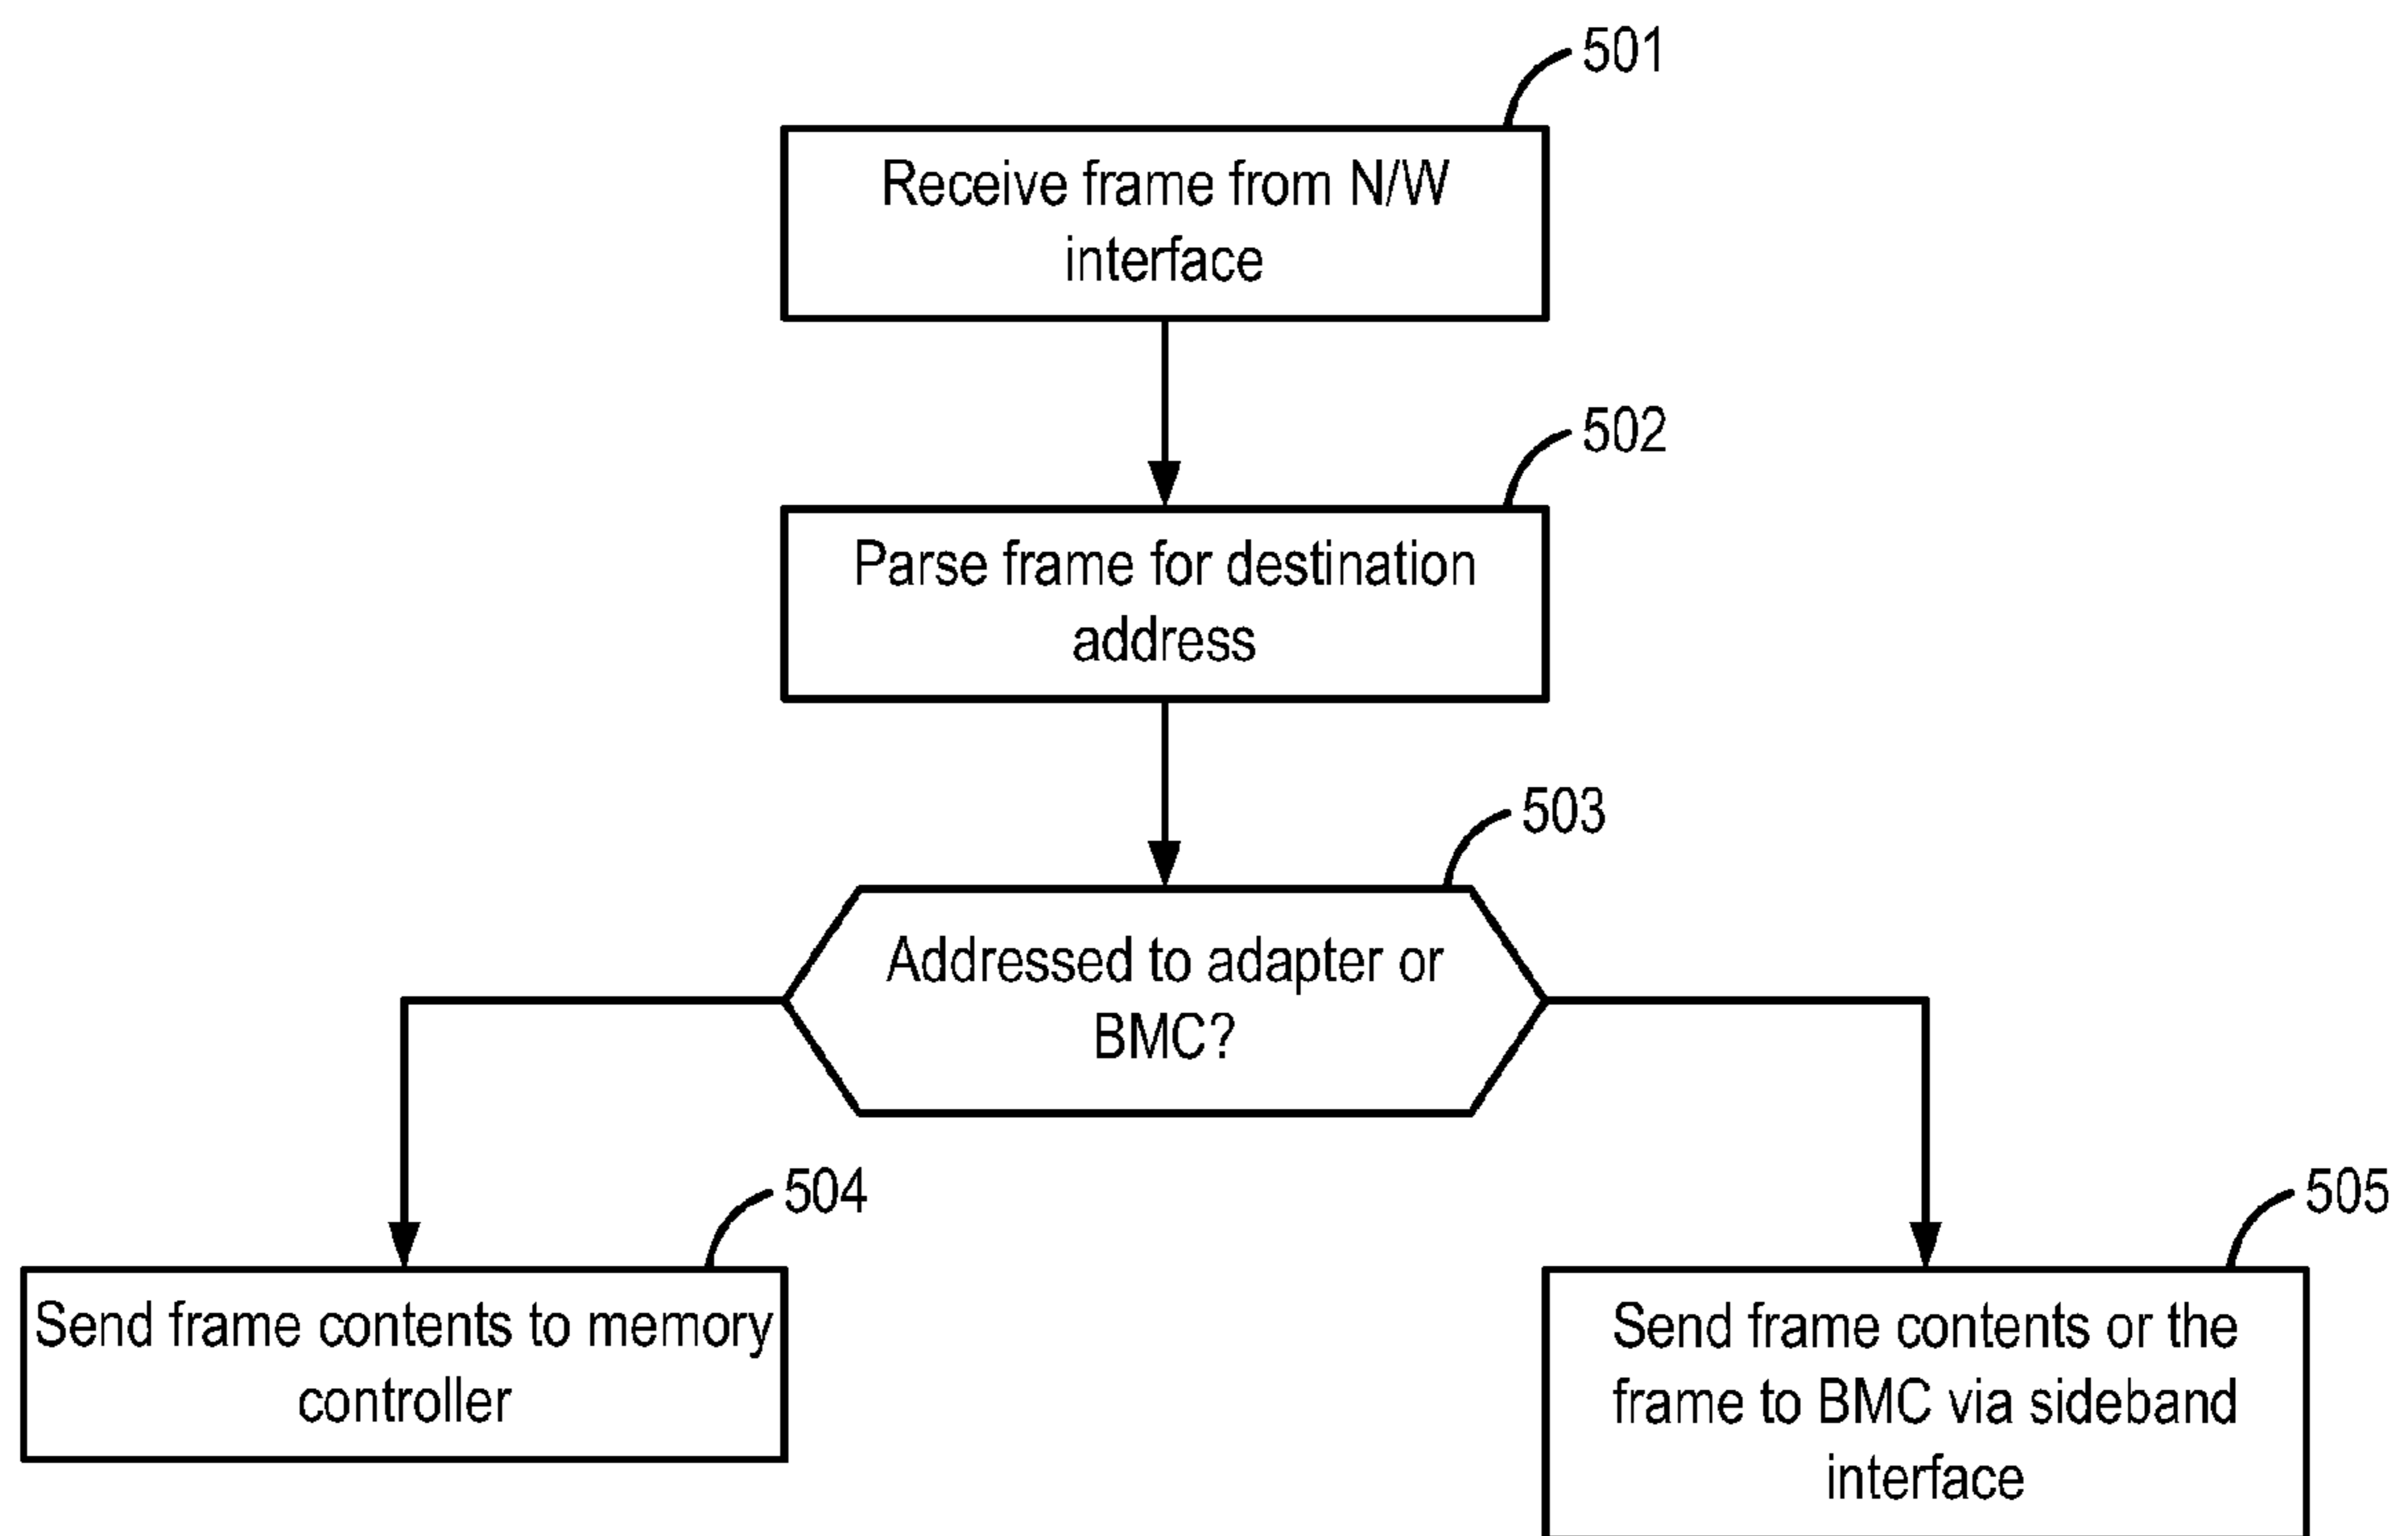 501
Receive frame from N/W
interface
502
Parse frame for destination
address
503
Addressed to adapter or
BMC?
504
Send frame contents to memory
controller
505
Send frame contents or the
frame to BMC via sideband
interface